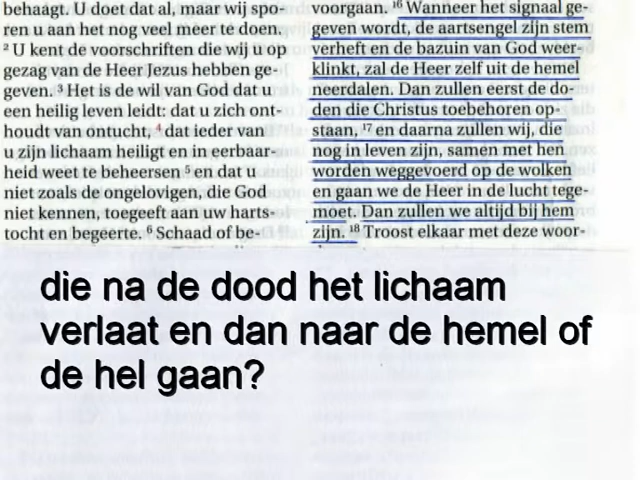 behaagt. U doet dat al, maar wij spo-
ren u aan het nog veel meer te doen.
² U kent de voorschriften die wij u op
gezag van de Heer Jezus hebben ge-
geven. ³ Het is de wil van God dat u
een heilig leven leidt: dat u zich ont-
houdt van ontucht, ⁴ dat ieder van
u zijn lichaam heiligt en in eerbaar-
heid weet te beheersen ⁵ en dat u
niet zoals de ongelovigen, die God
niet kennen, toegeeft aan uw harts-
tocht en begeerte. ⁶ Schaad of be-
voorgaan. ¹⁶ Wanneer het signaal ge-
geven wordt, de aartsengel zijn stem
verheft en de bazuin van God weer-
klinkt, zal de Heer zelf uit de hemel
neerdalen. Dan zullen eerst de do-
den die Christus toebehoren op-
staan, ¹⁷ en daarna zullen wij, die
nog in leven zijn, samen met hen
worden weggevoerd op de wolken
en gaan we de Heer in de lucht tege-
moet. Dan zullen we altijd bij hem
zijn. ¹⁸ Troost elkaar met deze woor-
die na de dood het lichaam
verlaat en dan naar de hemel of
de hel gaan?